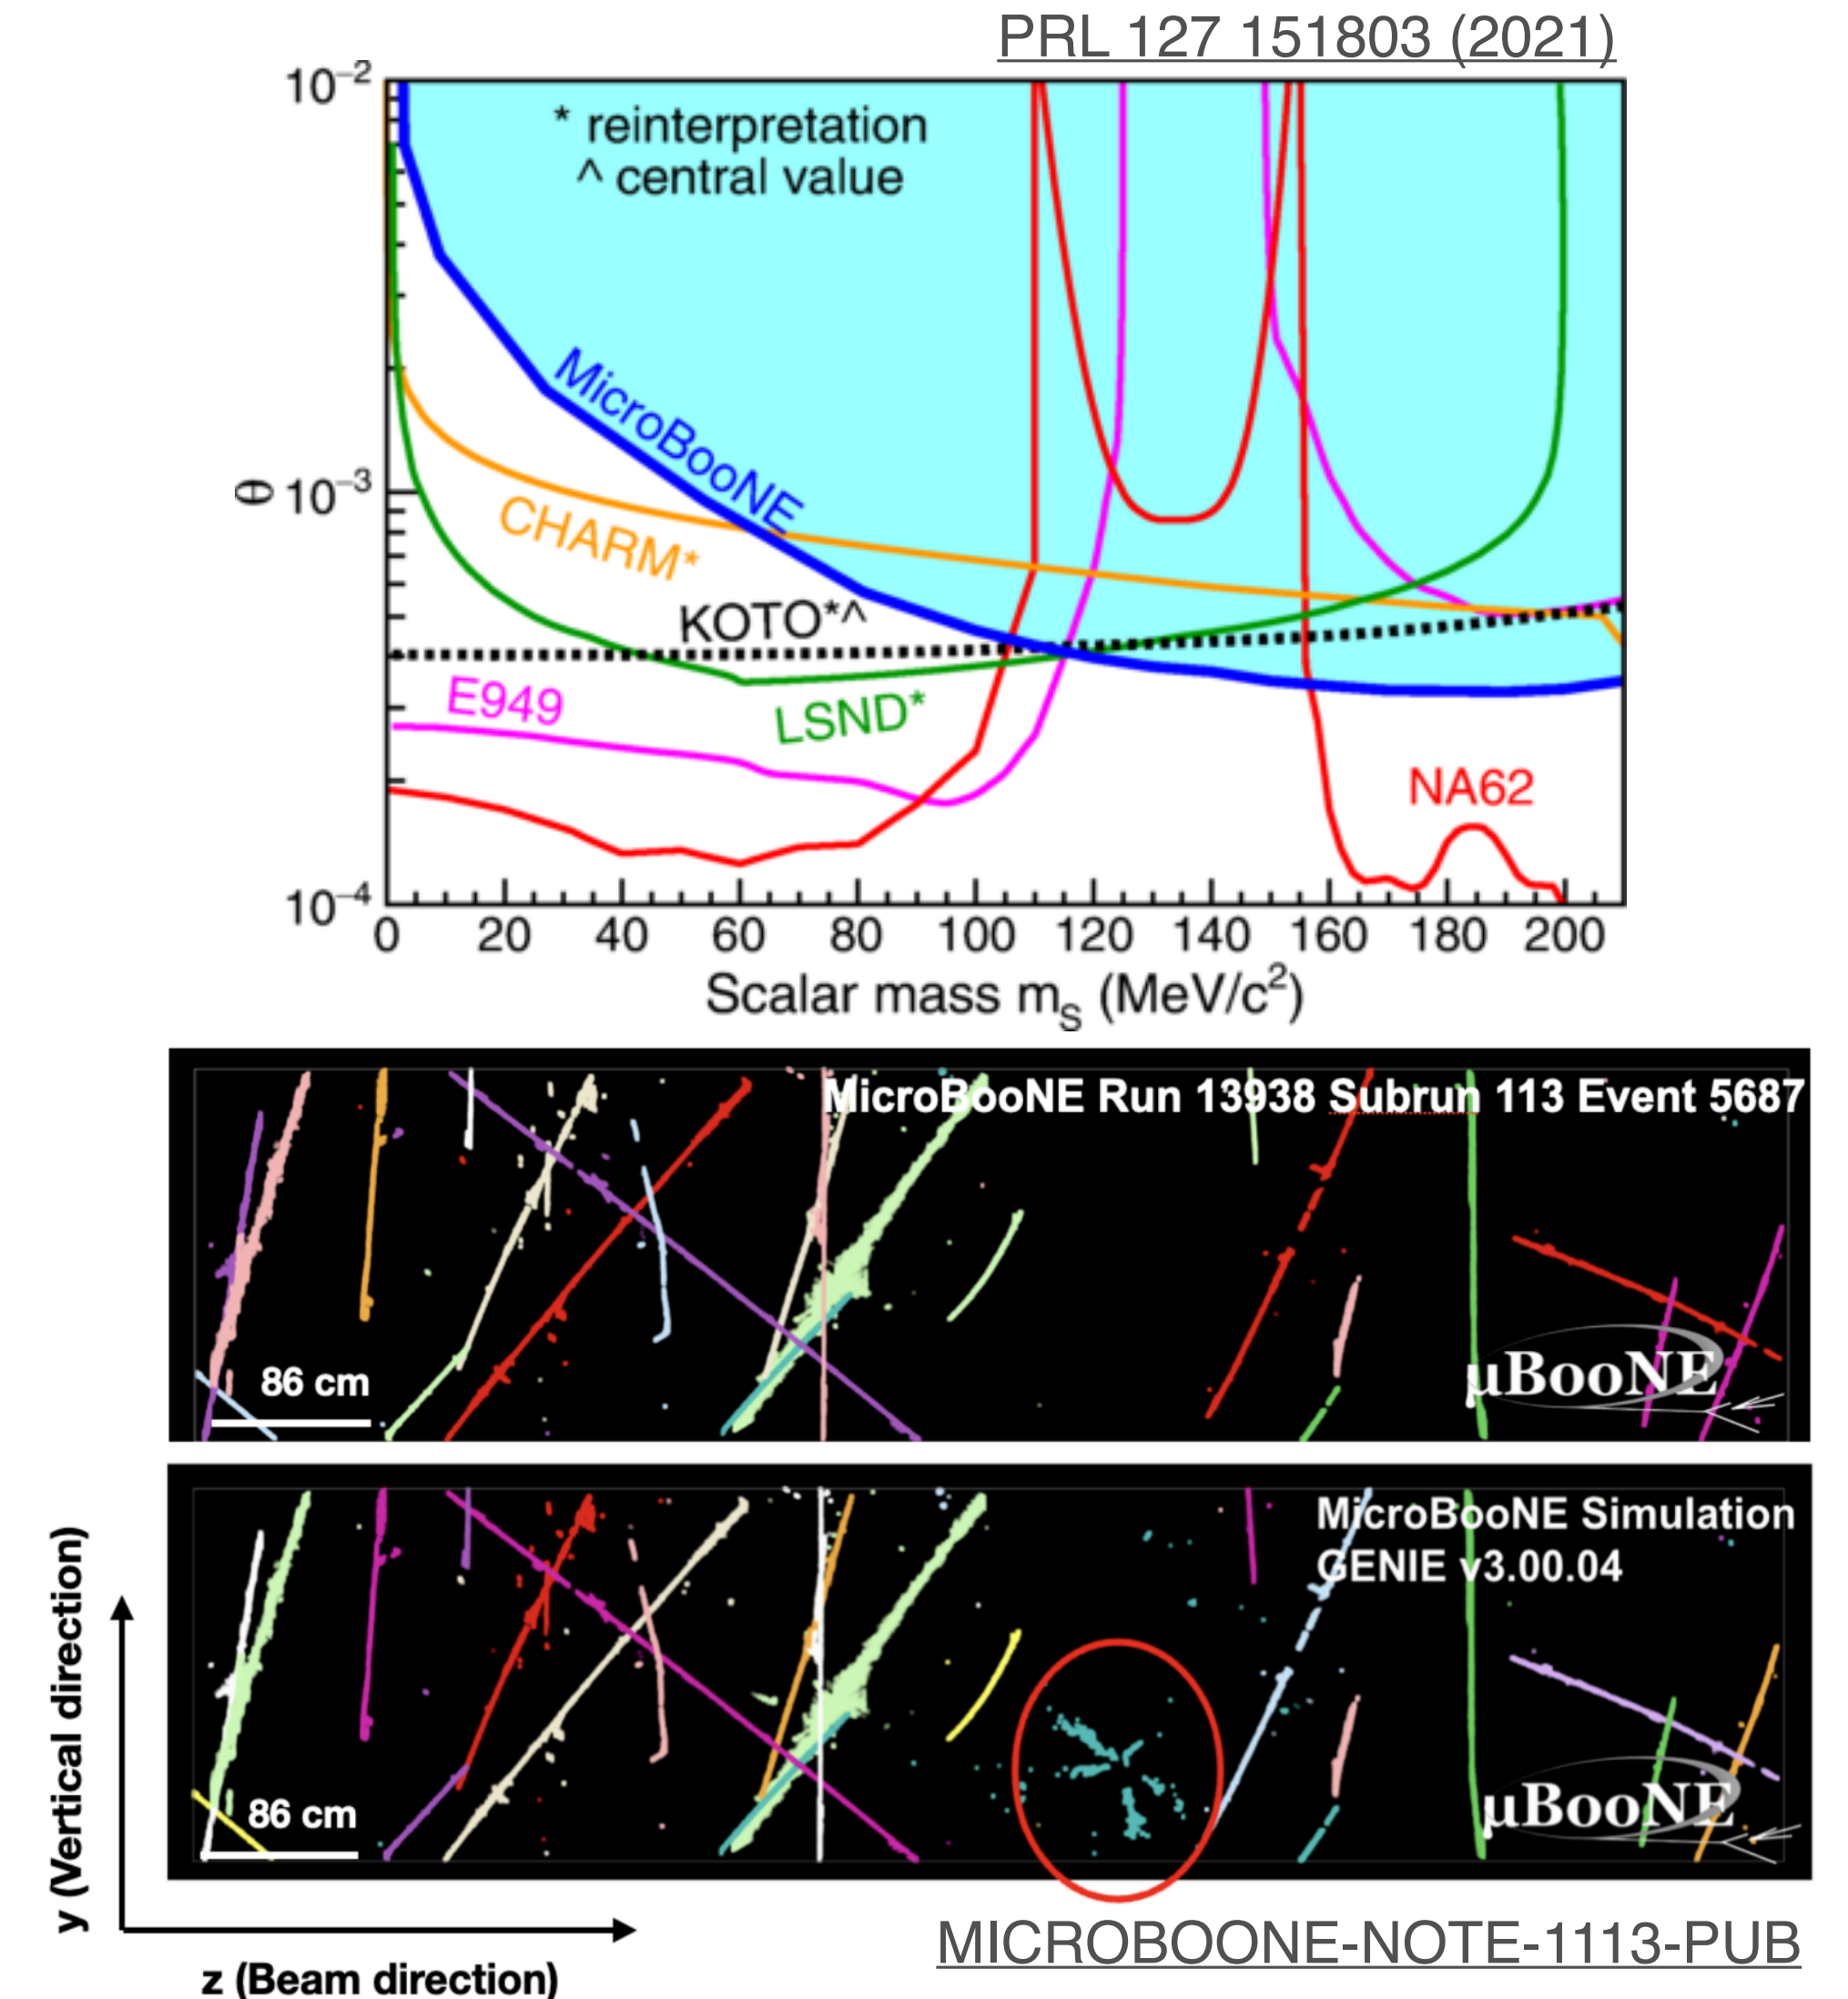 PRL 127 151803 (2021)
10⁻²
* reinterpretation
^ central value
MicroBooNE
θ 10⁻³
CHARM*
KOTO*^
E949
LSND*
NA62
10⁻⁴
0 20 40 60 80 100 120 140 160 180 200
Scalar mass mS (MeV/c²)
MicroBooNE Run 13938 Subrun 113 Event 5687
86 cm
µBooNE
MicroBooNE Simulation
GENIE v3.00.04
86 cm
µBooNE
y (Vertical direction)
z (Beam direction)
MICROBOONE-NOTE-1113-PUB